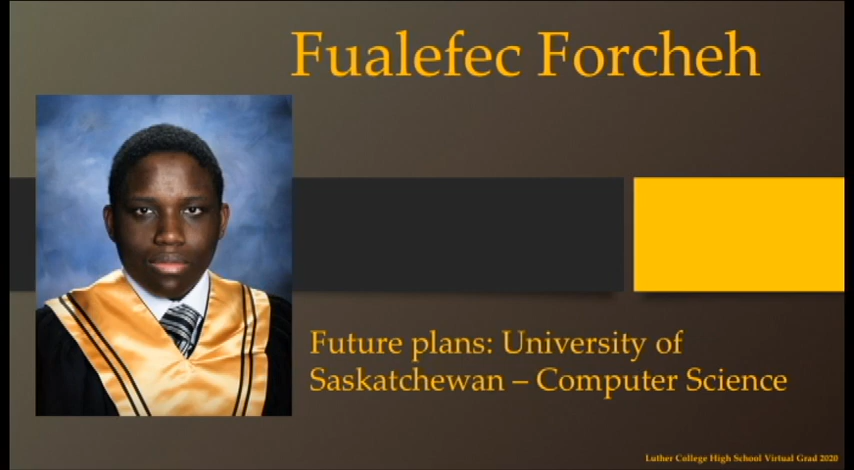 Fualefec Forcheh
Future plans: University of
Saskatchewan – Computer Science
Luther College High School Virtual Grad 2020